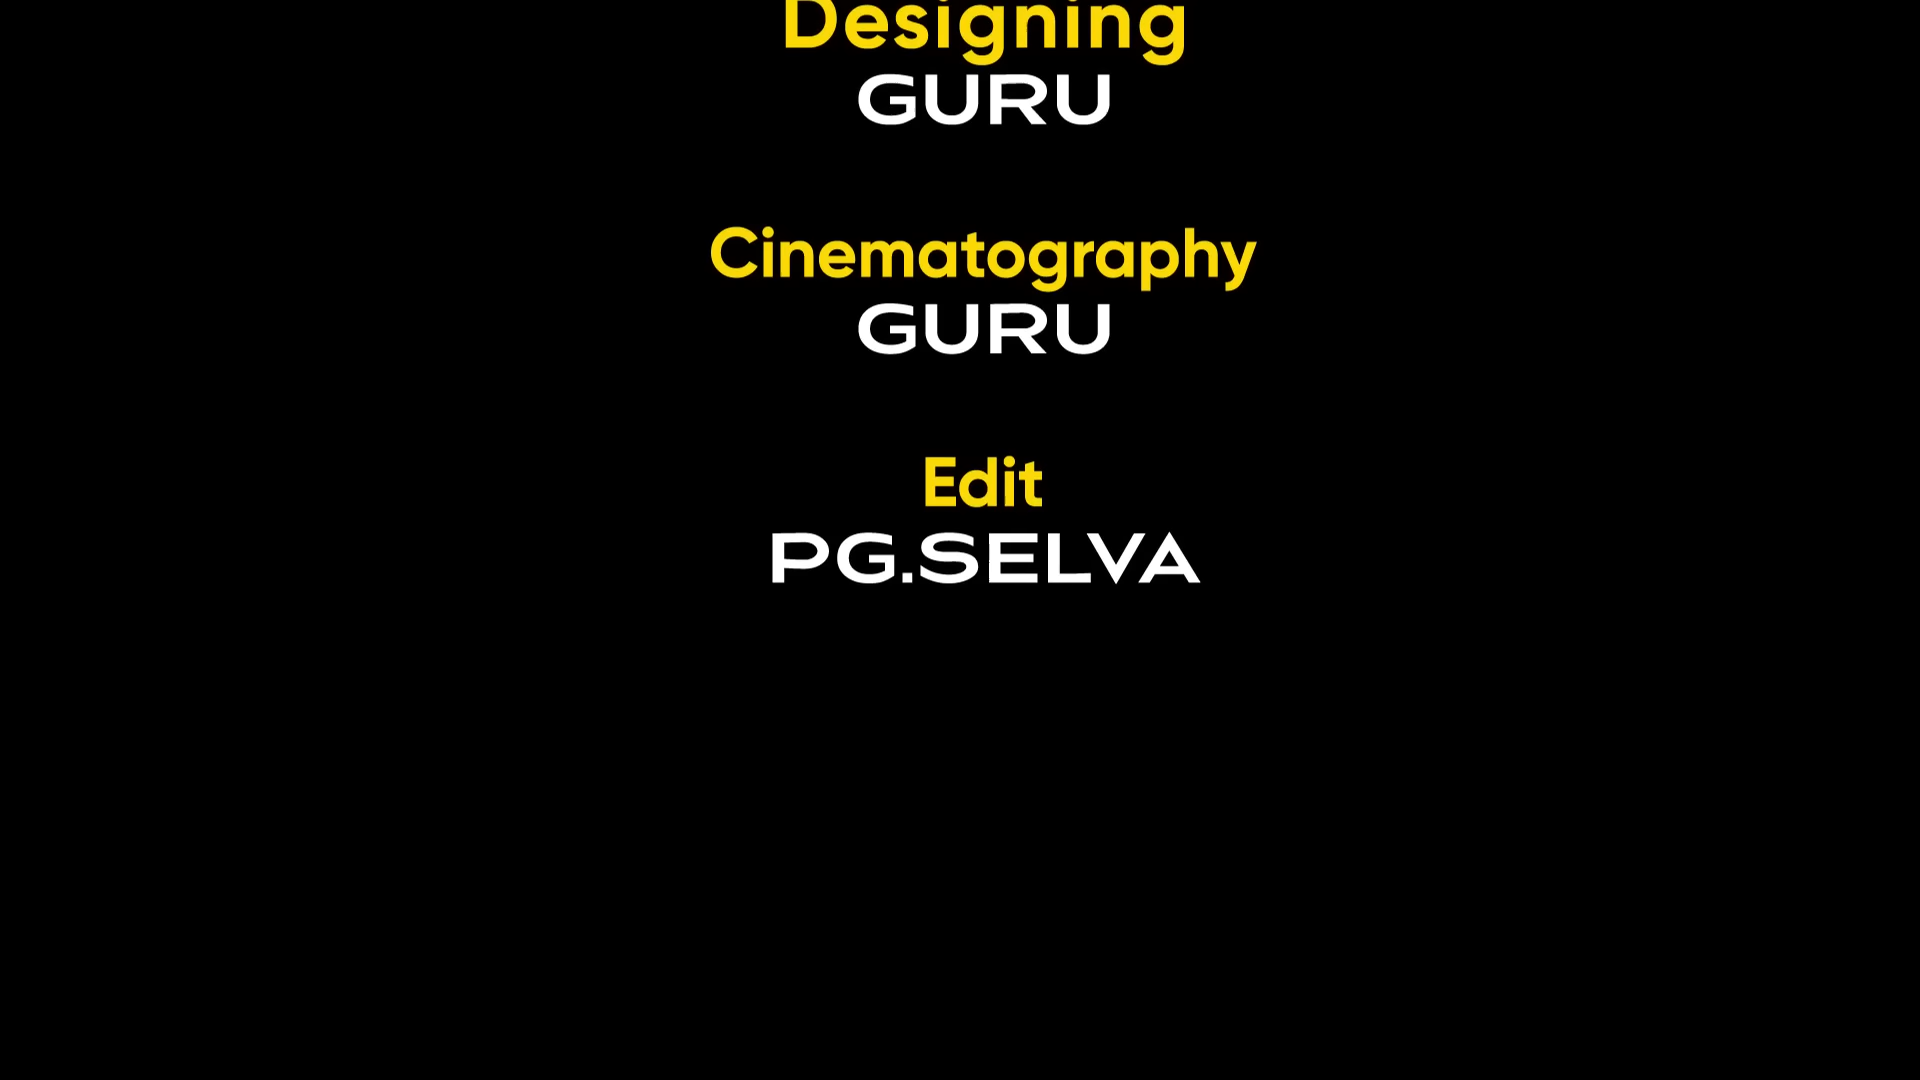 Designing
GURU
Cinematography
GURU
Edit
PG.SELVA